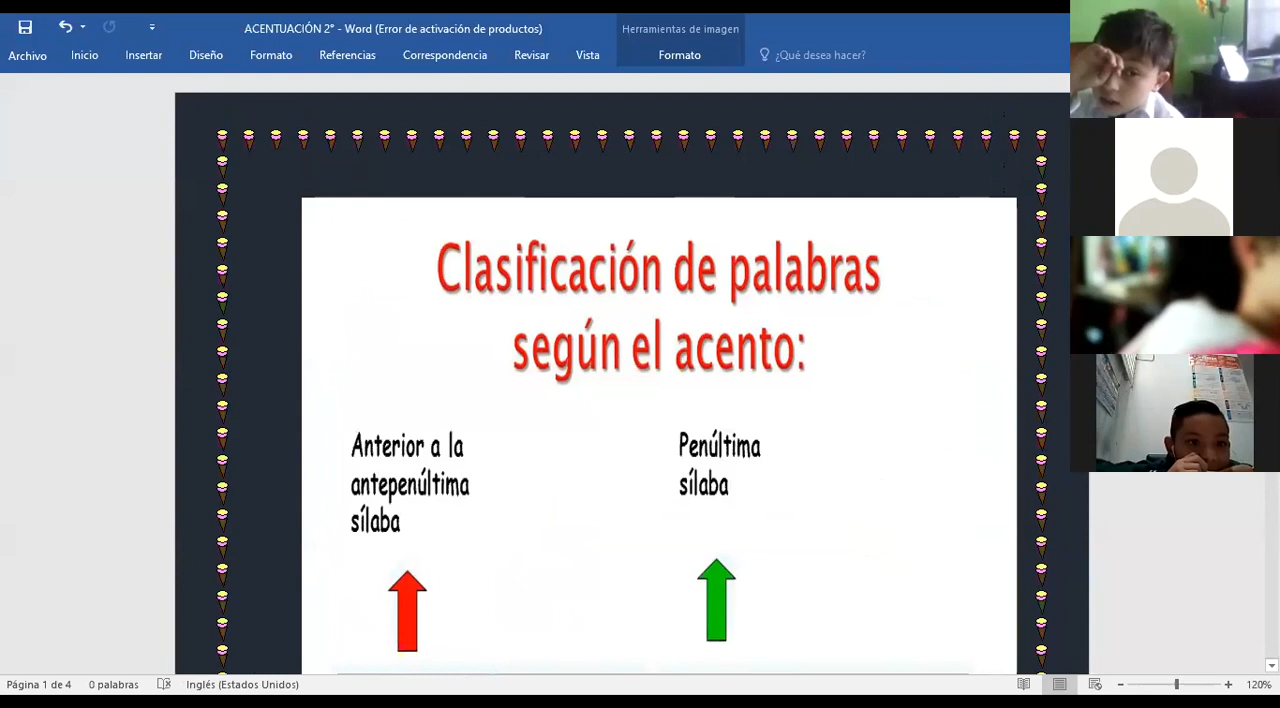 ACENTUACIÓN 2° - Word (Error de activación de productos)
Herramientas de imagen
Archivo Inicio Insertar Diseño Formato Referencias Correspondencia Revisar Vista Formato ¿Qué desea hacer?
Clasificación de palabras
según el acento:
Anterior a la
antepenúltima
sílaba
Penúltima
sílaba
Página 1 de 4 0 palabras Inglés (Estados Unidos) 120%